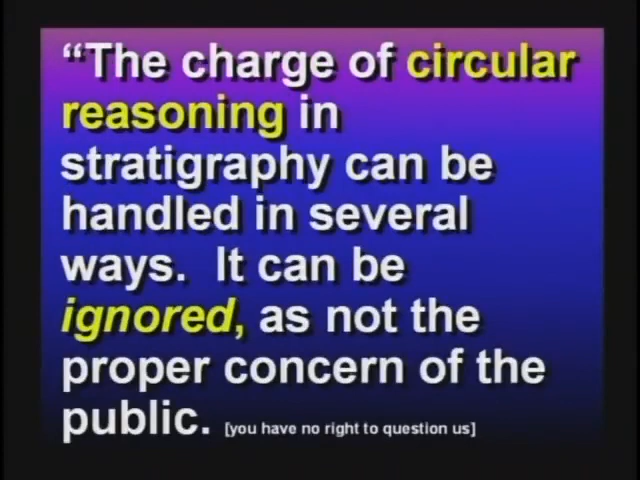 “The charge of circular
reasoning in
stratigraphy can be
handled in several
ways.  It can be
ignored, as not the
proper concern of the
public. [you have no right to question us]